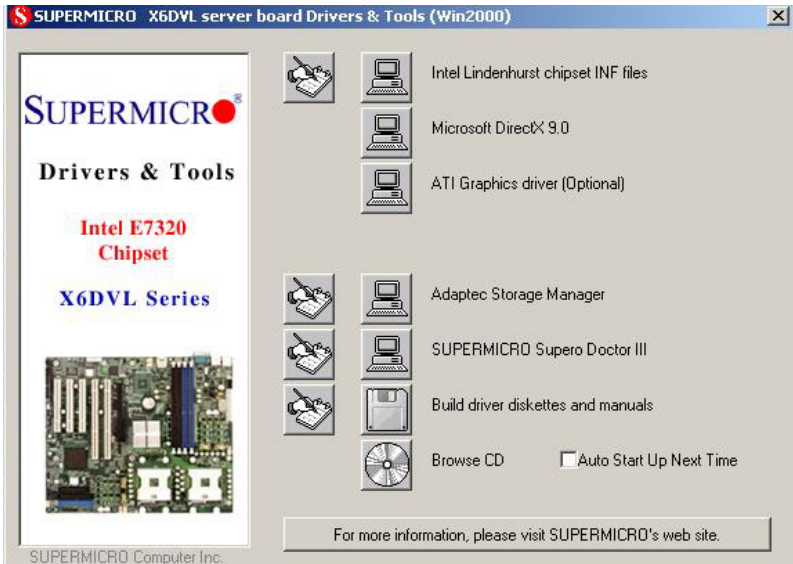 SUPERMICRO X6DVL server board Drivers & Tools (Win2000)
SUPERMICRO®
Drivers & Tools
Intel E7320
Chipset
X6DVL Series
SUPERMICRO Computer Inc.
Intel Lindenhurst chipset INF files
Microsoft DirectX 9.0
ATI Graphics driver (Optional)
Adaptec Storage Manager
SUPERMICRO Supero Doctor III
Build driver diskettes and manuals
Browse CD Auto Start Up Next Time
For more information, please visit SUPERMICRO's web site.